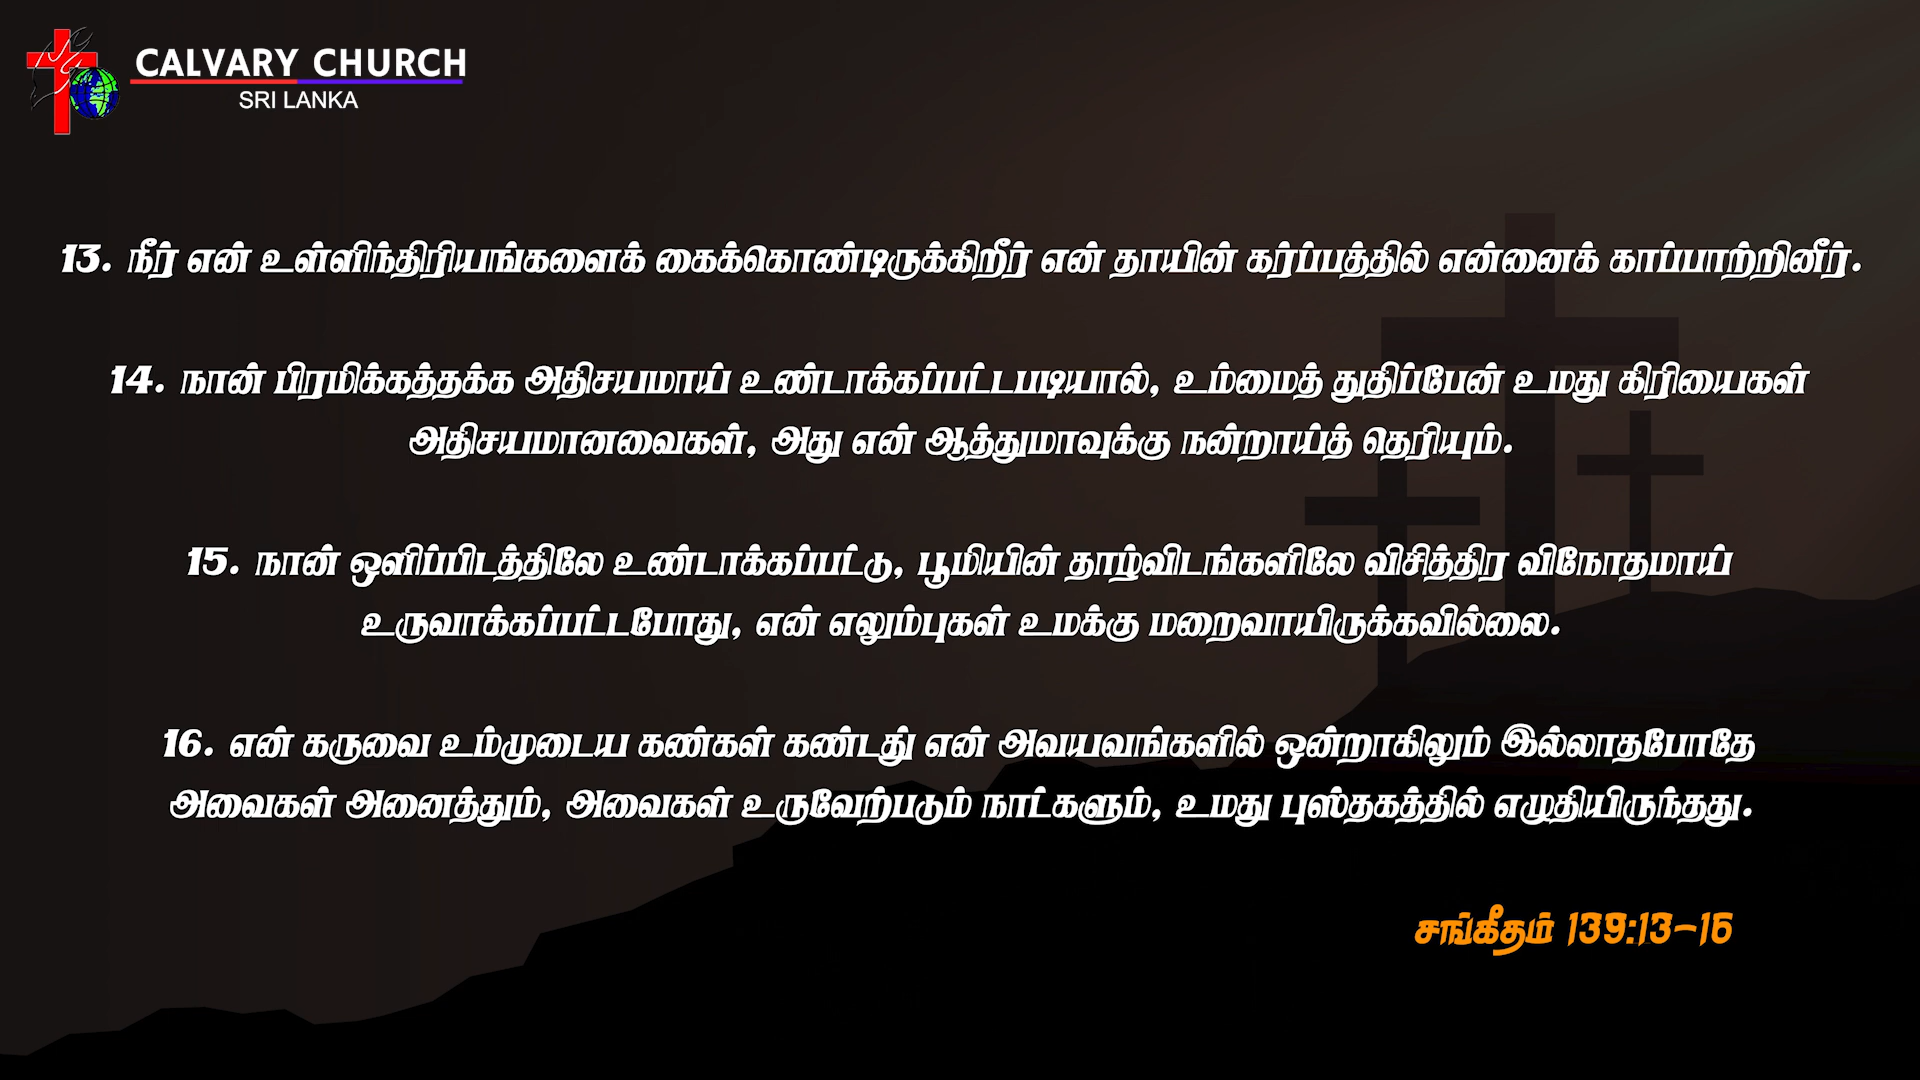 CALVARY CHURCH
SRI LANKA
13. நீர் என் உள்ளிந்திரியங்களைக் கைக்கொண்டிருக்கிறீர் என் தாயின் கர்ப்பத்தில் என்னைக் காப்பாற்றினீர்.
14. நான் பிரமிக்கத்தக்க அதிசயமாய் உண்டாக்கப்பட்டபடியால், உம்மைத் துதிப்பேன் உமது கிரியைகள்
அதிசயமானவைகள், அது என் ஆத்துமாவுக்கு நன்றாய்த் தெரியும்.
15. நான் ஒளிப்பிடத்திலே உண்டாக்கப்பட்டு, பூமியின் தாழ்விடங்களிலே விசித்திர விநோதமாய்
உருவாக்கப்பட்டபோது, என் எலும்புகள் உமக்கு மறைவாயிருக்கவில்லை.
16. என் கருவை உம்முடைய கண்கள் கண்டது் என் அவயவங்களில் ஒன்றாகிலும் இல்லாதபோதே
அவைகள் அனைத்தும், அவைகள் உருவேற்படும் நாட்களும், உமது புஸ்தகத்தில் எழுதியிருந்தது.
சங்கீதம் 139:13-16